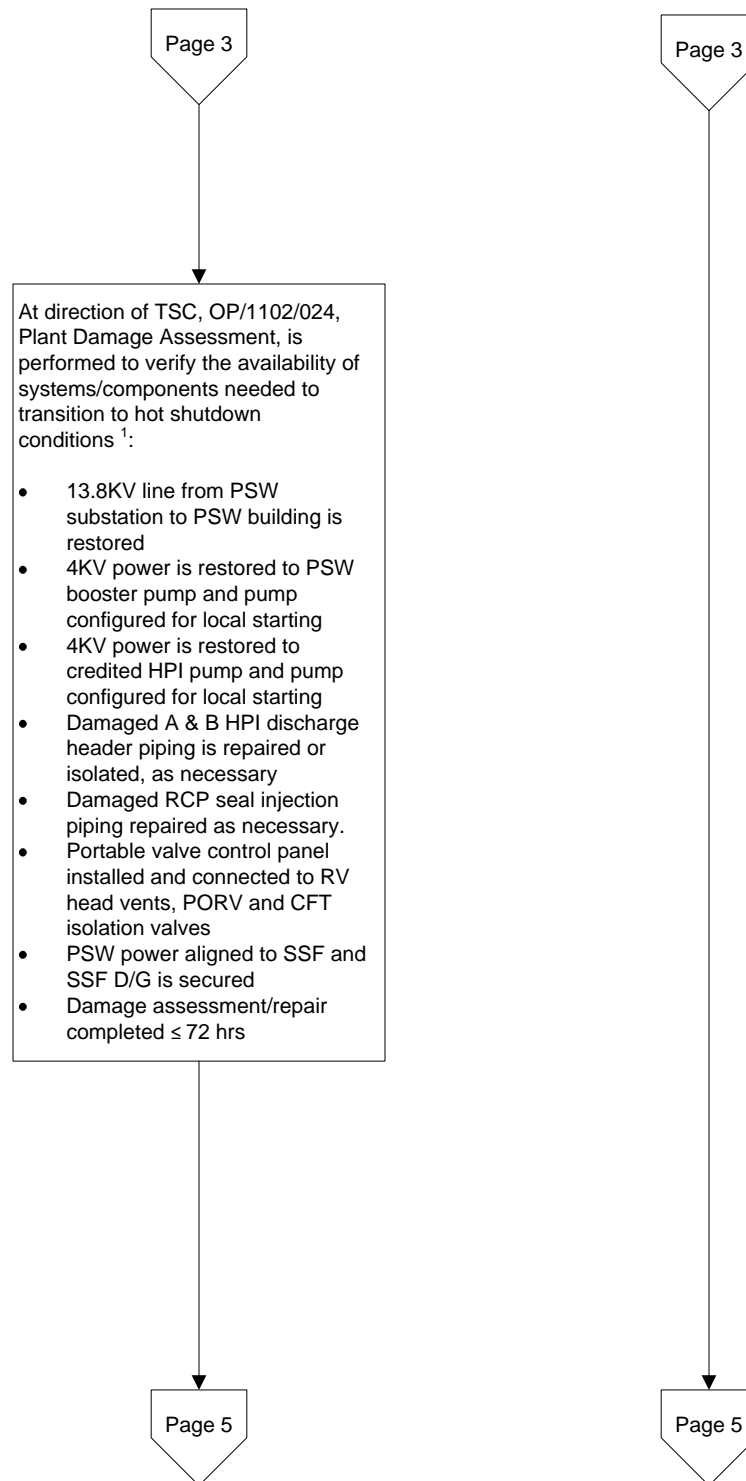 Page 3
Page 3
At direction of TSC, OP/1102/024,
Plant Damage Assessment, is
performed to verify the availability of
systems/components needed to
transition to hot shutdown
conditions ¹:
• 13.8KV line from PSW
substation to PSW building is
restored
• 4KV power is restored to PSW
booster pump and pump
configured for local starting
• 4KV power is restored to
credited HPI pump and pump
configured for local starting
• Damaged A & B HPI discharge
header piping is repaired or
isolated, as necessary
• Damaged RCP seal injection
piping repaired as necessary.
• Portable valve control panel
installed and connected to RV
head vents, PORV and CFT
isolation valves
• PSW power aligned to SSF and
SSF D/G is secured
• Damage assessment/repair
completed ≤ 72 hrs
Page 5
Page 5